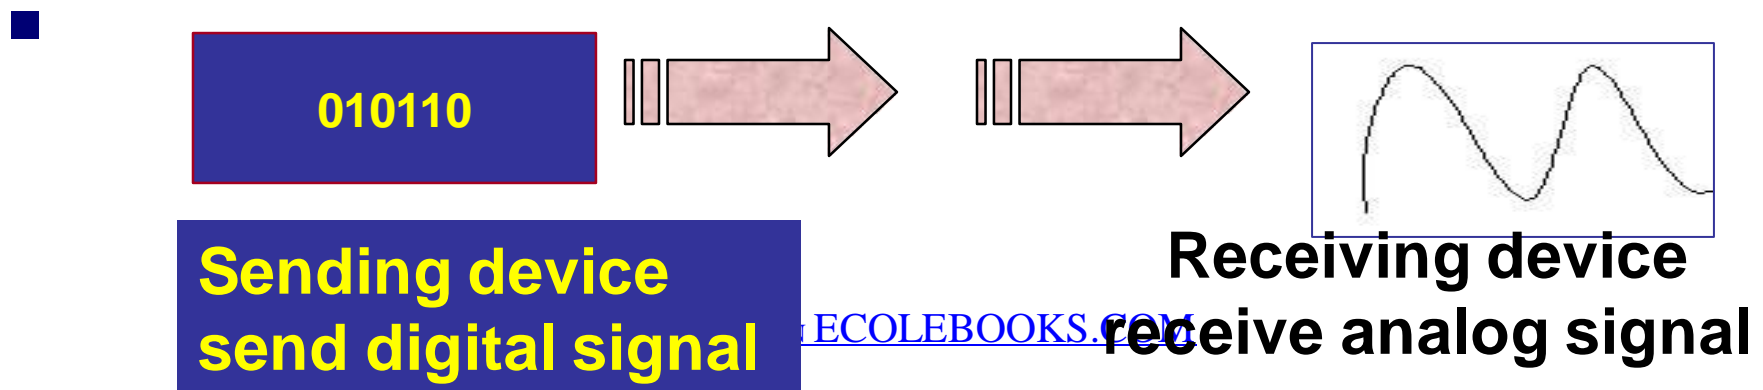 010110
Sending device
send digital signal
ECOLEBOOKS.COM
Receiving device
receive analog signal